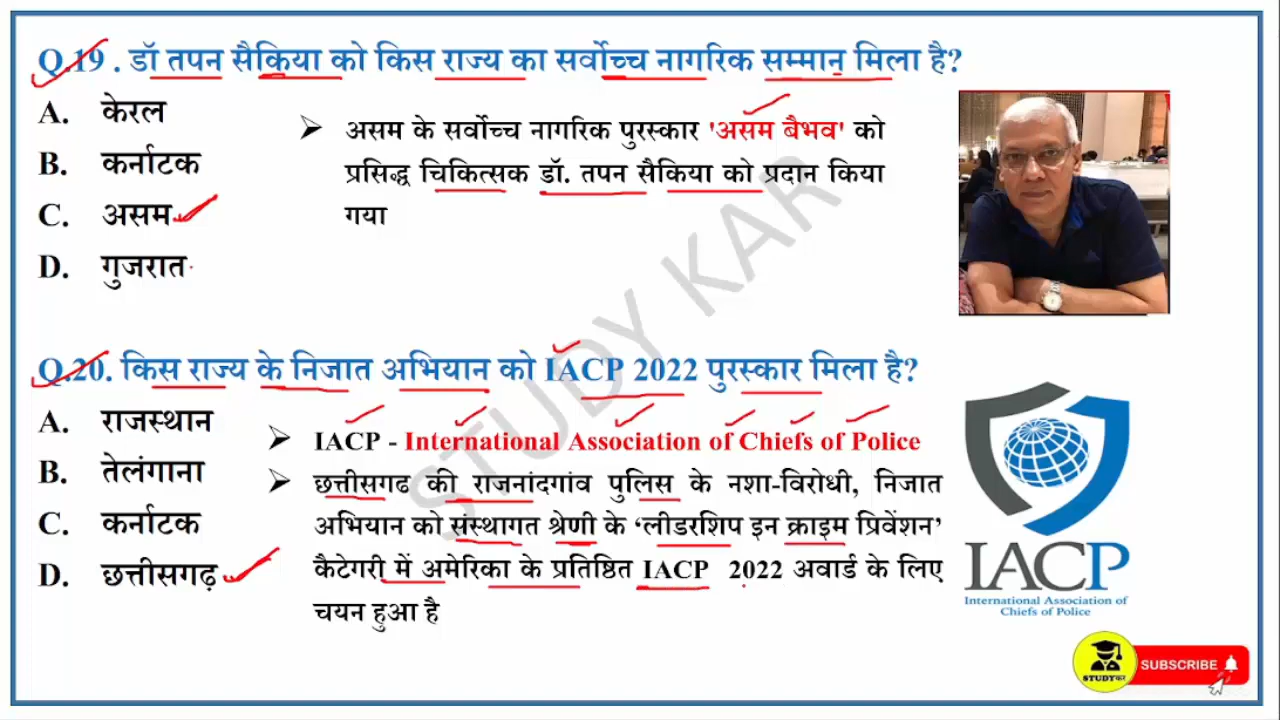 Q.19 . डॉ तपन सैकिया को किस राज्य का सर्वोच्च नागरिक सम्मान मिला है?
A. केरल
B. कर्नाटक
C. असम
D. गुजरात
➢ असम के सर्वोच्च नागरिक पुरस्कार 'असम बैभव' को
प्रसिद्ध चिकित्सक डॉ. तपन सैकिया को प्रदान किया
गया
STUDY KAR
Q.20. किस राज्य के निजात अभियान को IACP 2022 पुरस्कार मिला है?
A. राजस्थान
B. तेलंगाना
C. कर्नाटक
D. छत्तीसगढ़
➢ IACP - International Association of Chiefs of Police
➢ छत्तीसगढ की राजनांदगांव पुलिस के नशा-विरोधी, निजात
अभियान को संस्थागत श्रेणी के ‘लीडरशिप इन क्राइम प्रिवेंशन’
कैटेगरी में अमेरिका के प्रतिष्ठित IACP 2022 अवार्ड के लिए
चयन हुआ है
IACP
International Association of
Chiefs of Police
STUDYकर
SUBSCRIBE